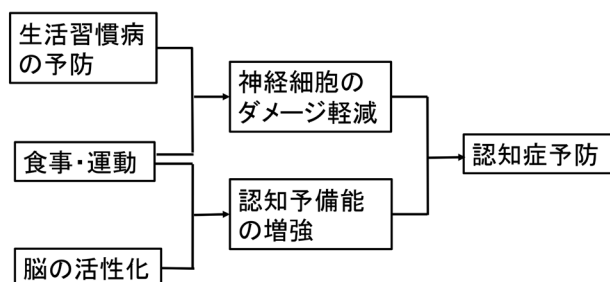 生活習慣病
の予防
食事・運動
脳の活性化
神経細胞の
ダメージ軽減
認知予備能
の増強
認知症予防